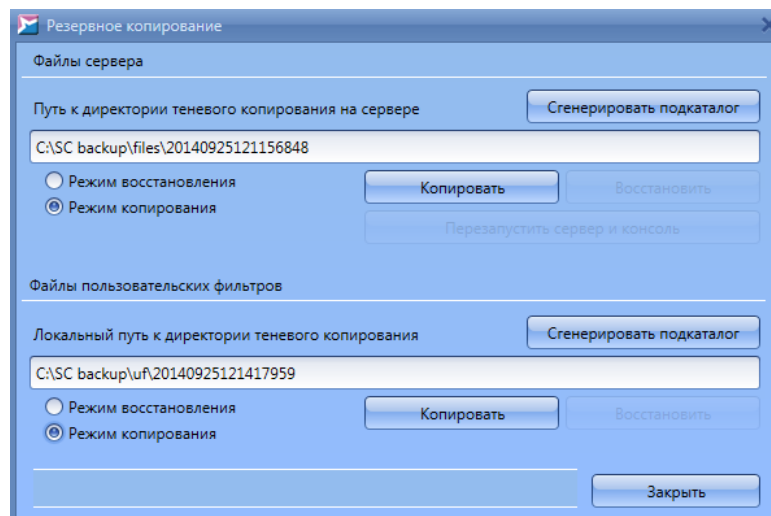 Резервное копирование
Файлы сервера
Путь к директории теневого копирования на сервере
Сгенерировать подкаталог
C:\SC backup\files\20140925121156848
Режим восстановления
Копировать
Восстановить
Режим копирования
Перезапустить сервер и консоль
Файлы пользовательских фильтров
Локальный путь к директории теневого копирования
Сгенерировать подкаталог
C:\SC backup\uf\20140925121417959
Режим восстановления
Копировать
Восстановить
Режим копирования
Закрыть